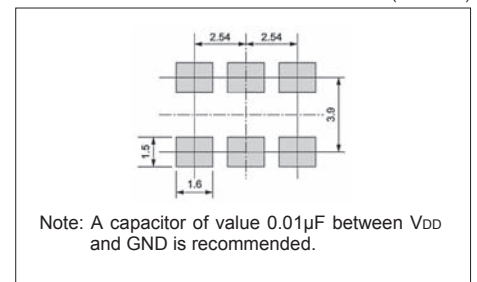 2.54 2.54
3.9
1.5
1.6
Note: A capacitor of value 0.01µF between VDD
and GND is recommended.